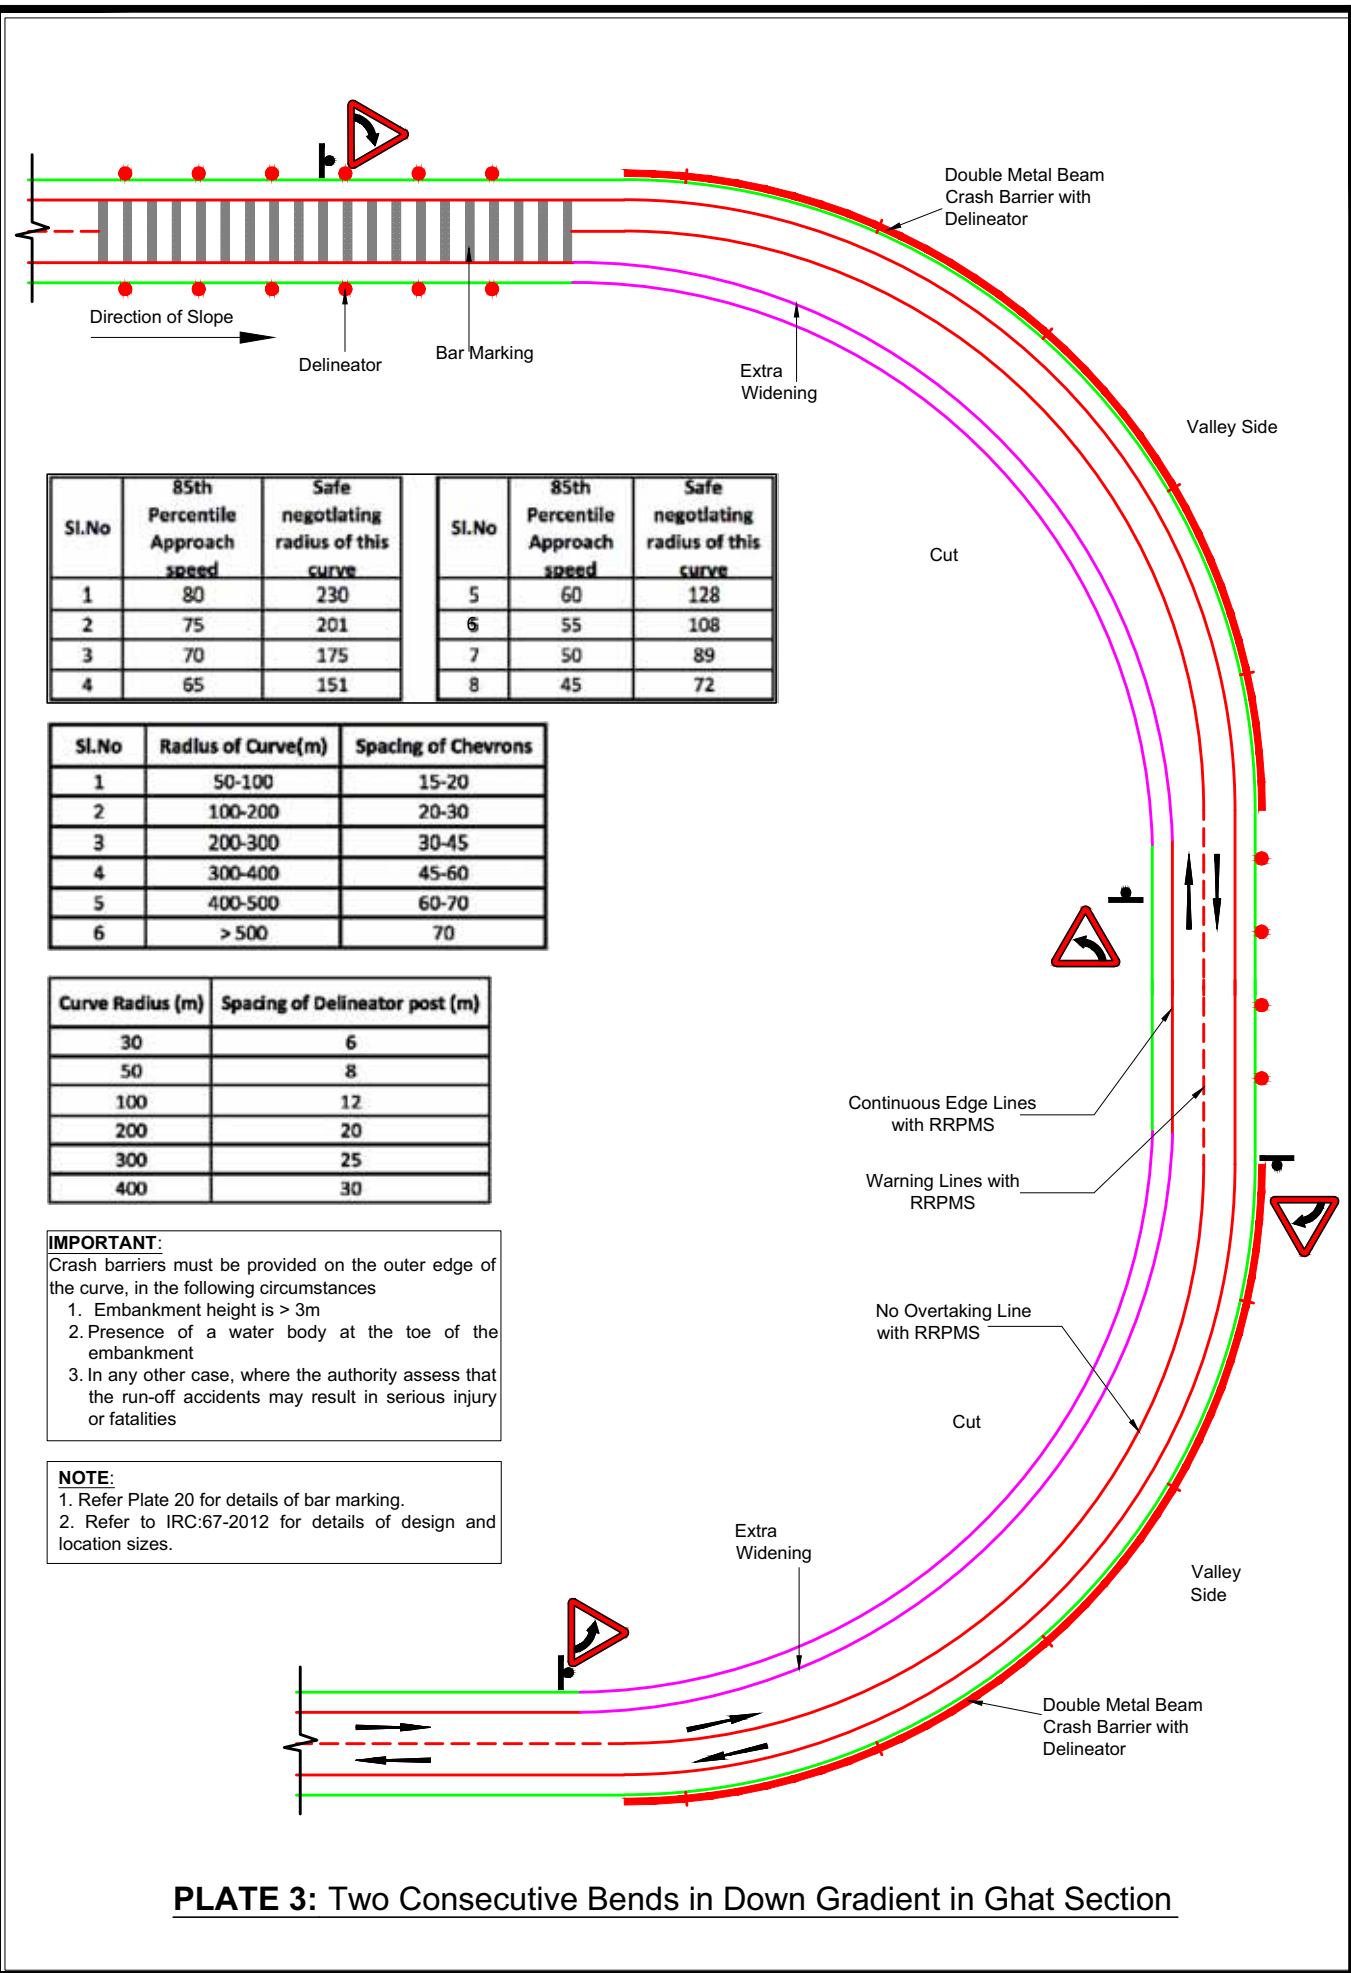 Double Metal Beam
Crash Barrier with
Delineator
Direction of Slope
Delineator
Bar Marking
Extra
Widening
Valley Side
Cut
Sl.No 85th Percentile Approach speed Safe negotiating radius of this curve
1 80 230
2 75 201
3 70 175
4 65 151
Sl.No 85th Percentile Approach speed Safe negotiating radius of this curve
5 60 128
6 55 108
7 50 89
8 45 72
Sl.No Radius of Curve(m) Spacing of Chevrons
1 50-100 15-20
2 100-200 20-30
3 200-300 30-45
4 300-400 45-60
5 400-500 60-70
6 > 500 70
Curve Radius (m) Spacing of Delineator post (m)
30 6
50 8
100 12
200 20
300 25
400 30
Continuous Edge Lines
with RRPMS
Warning Lines with
RRPMS
No Overtaking Line
with RRPMS
Cut
IMPORTANT:
Crash barriers must be provided on the outer edge of
the curve, in the following circumstances
1. Embankment height is > 3m
2. Presence of a water body at the toe of the
embankment
3. In any other case, where the authority assess that
the run-off accidents may result in serious injury
or fatalities
NOTE:
1. Refer Plate 20 for details of bar marking.
2. Refer to IRC:67-2012 for details of design and
location sizes.
Extra
Widening
Valley
Side
Double Metal Beam
Crash Barrier with
Delineator
PLATE 3: Two Consecutive Bends in Down Gradient in Ghat Section